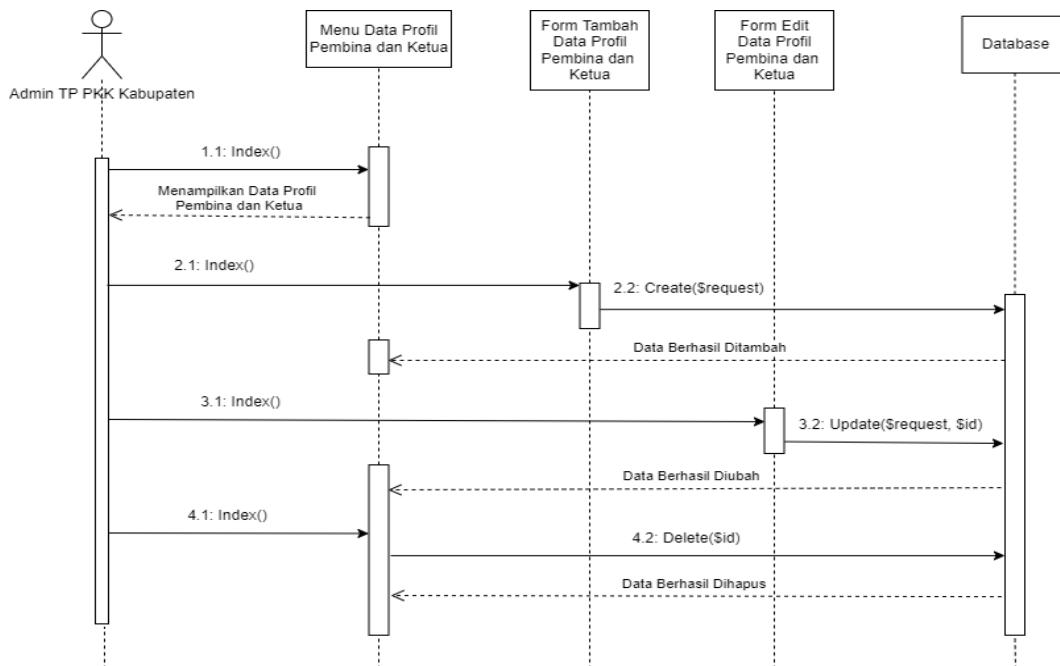 Admin TP PKK Kabupaten
Menu Data Profil
Pembina dan Ketua
Form Tambah
Data Profil
Pembina dan
Ketua
Form Edit
Data Profil
Pembina dan
Ketua
Database
1.1: Index()
Menampilkan Data Profil
Pembina dan Ketua
2.1: Index()
2.2: Create($request)
Data Berhasil Ditambah
3.1: Index()
3.2: Update($request, $id)
Data Berhasil Diubah
4.1: Index()
4.2: Delete($id)
Data Berhasil Dihapus